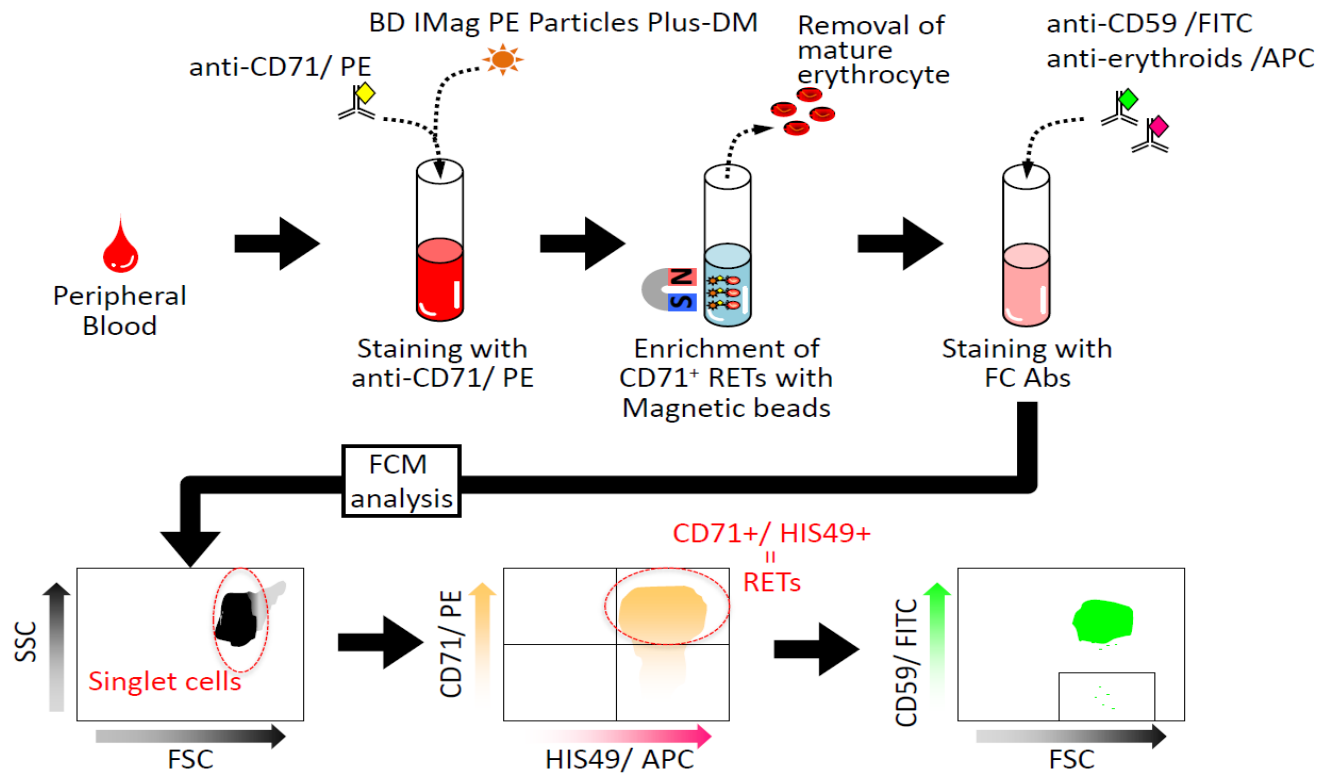 BD IMag PE Particles Plus-DM
anti-CD71/ PE
Removal of
mature
erythrocyte
anti-CD59 /FITC
anti-erythroids /APC
Peripheral
Blood
Staining with
anti-CD71/ PE
N
S
Enrichment of
CD71⁺ RETs with
Magnetic beads
Staining with
FC Abs
FCM
analysis
SSC
Singlet cells
FSC
CD71/ PE
CD71+/ HIS49+
=
RETs
HIS49/ APC
CD59/ FITC
FSC